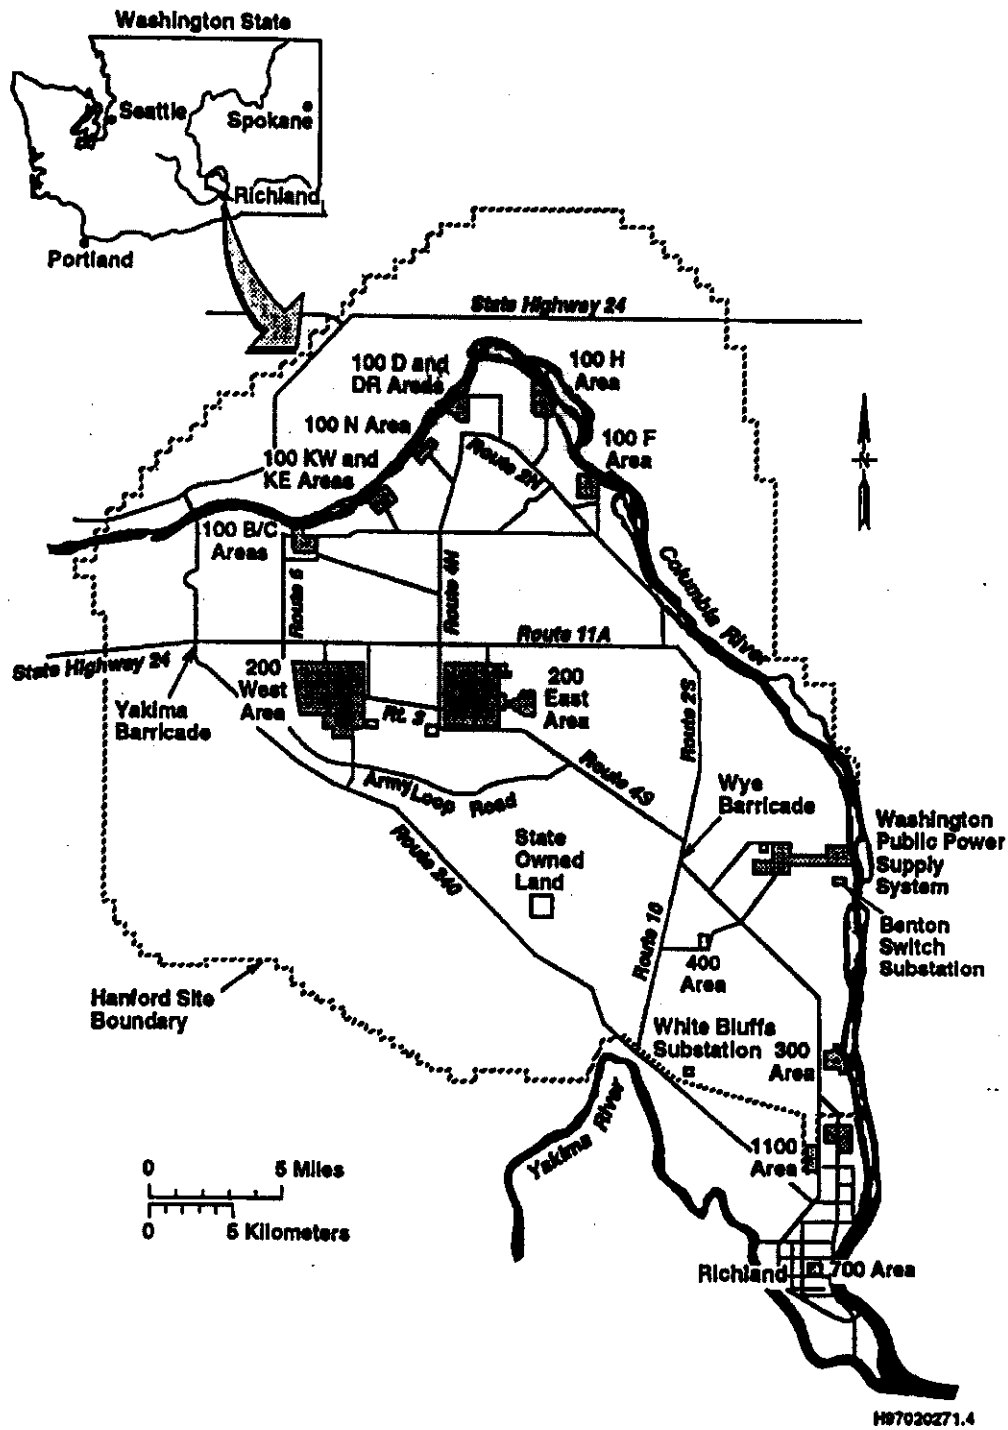 Washington State
Seattle
Spokane
Richland
Portland
State Highway 24
100 D and
DR Areas
100 H
Area
100 N Area
100 F
Area
Route 2N
100 KW and
KE Areas
N
100 B/C
Areas
Columbia River
Route 6
Route 4N
Route 11A
State Highway 24
200
West
Area
200
East
Area
Rt. 3
Route 2S
Yakima
Barricade
Route 4S
Army Loop Road
Wye
Barricade
Washington
Public Power
Supply
System
State
Owned
Land
Route 240
Route 10
Benton
Switch
Substation
400
Area
Hanford Site
Boundary
White Bluffs
Substation
300
Area
Yakima River
1100
Area
0 5 Miles
0 5 Kilometers
Richland
700 Area
H97020271.4